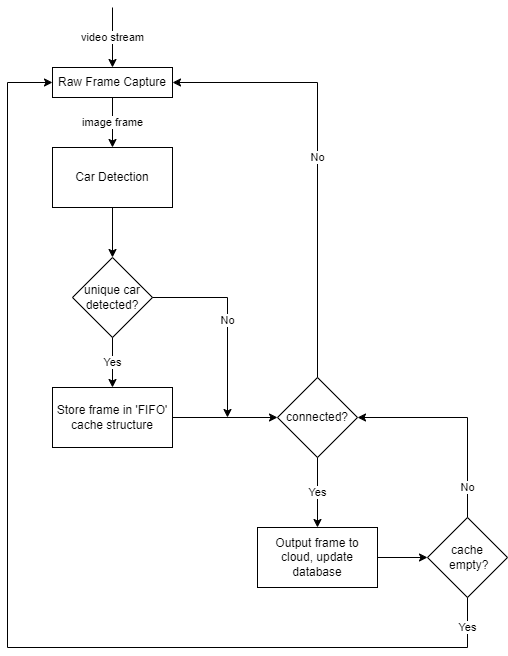 video stream
Raw Frame Capture
image frame
No
Car Detection
unique car
detected?
No
Yes
Store frame in 'FIFO'
cache structure
connected?
Yes
No
Output frame to
cloud, update
database
cache
empty?
Yes